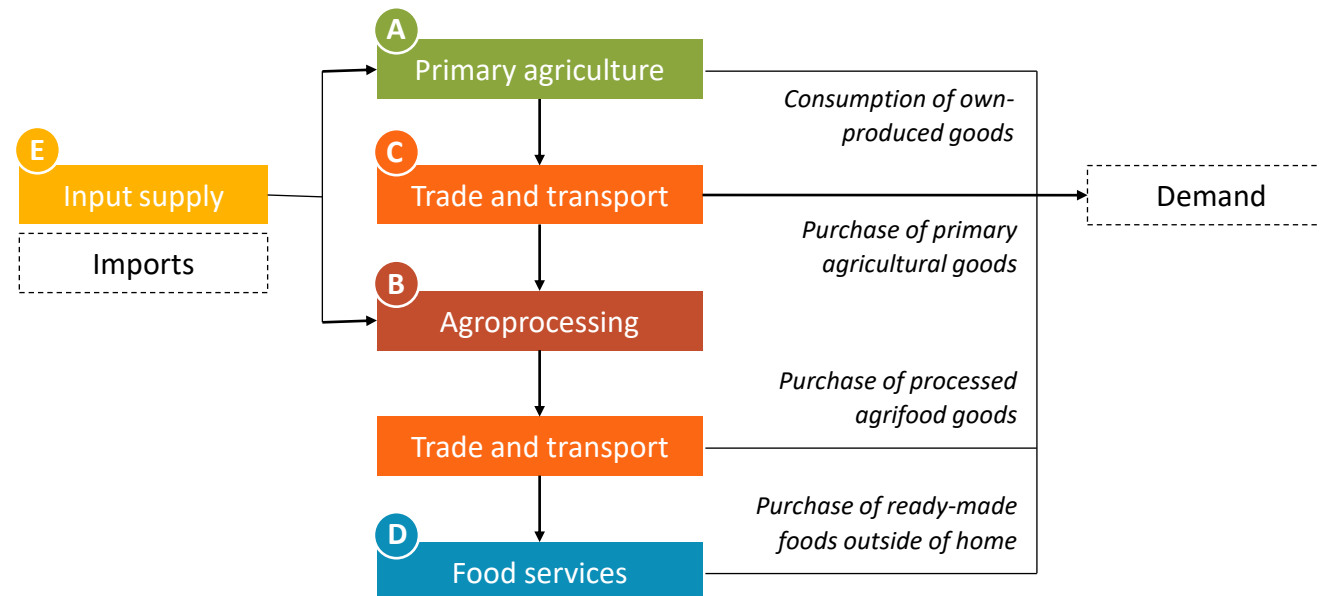 A
Primary agriculture
Consumption of own-
produced goods
E
Input supply
C
Trade and transport
Demand
Imports
Purchase of primary
agricultural goods
B
Agroprocessing
Purchase of processed
agrifood goods
Trade and transport
Purchase of ready-made
foods outside of home
D
Food services